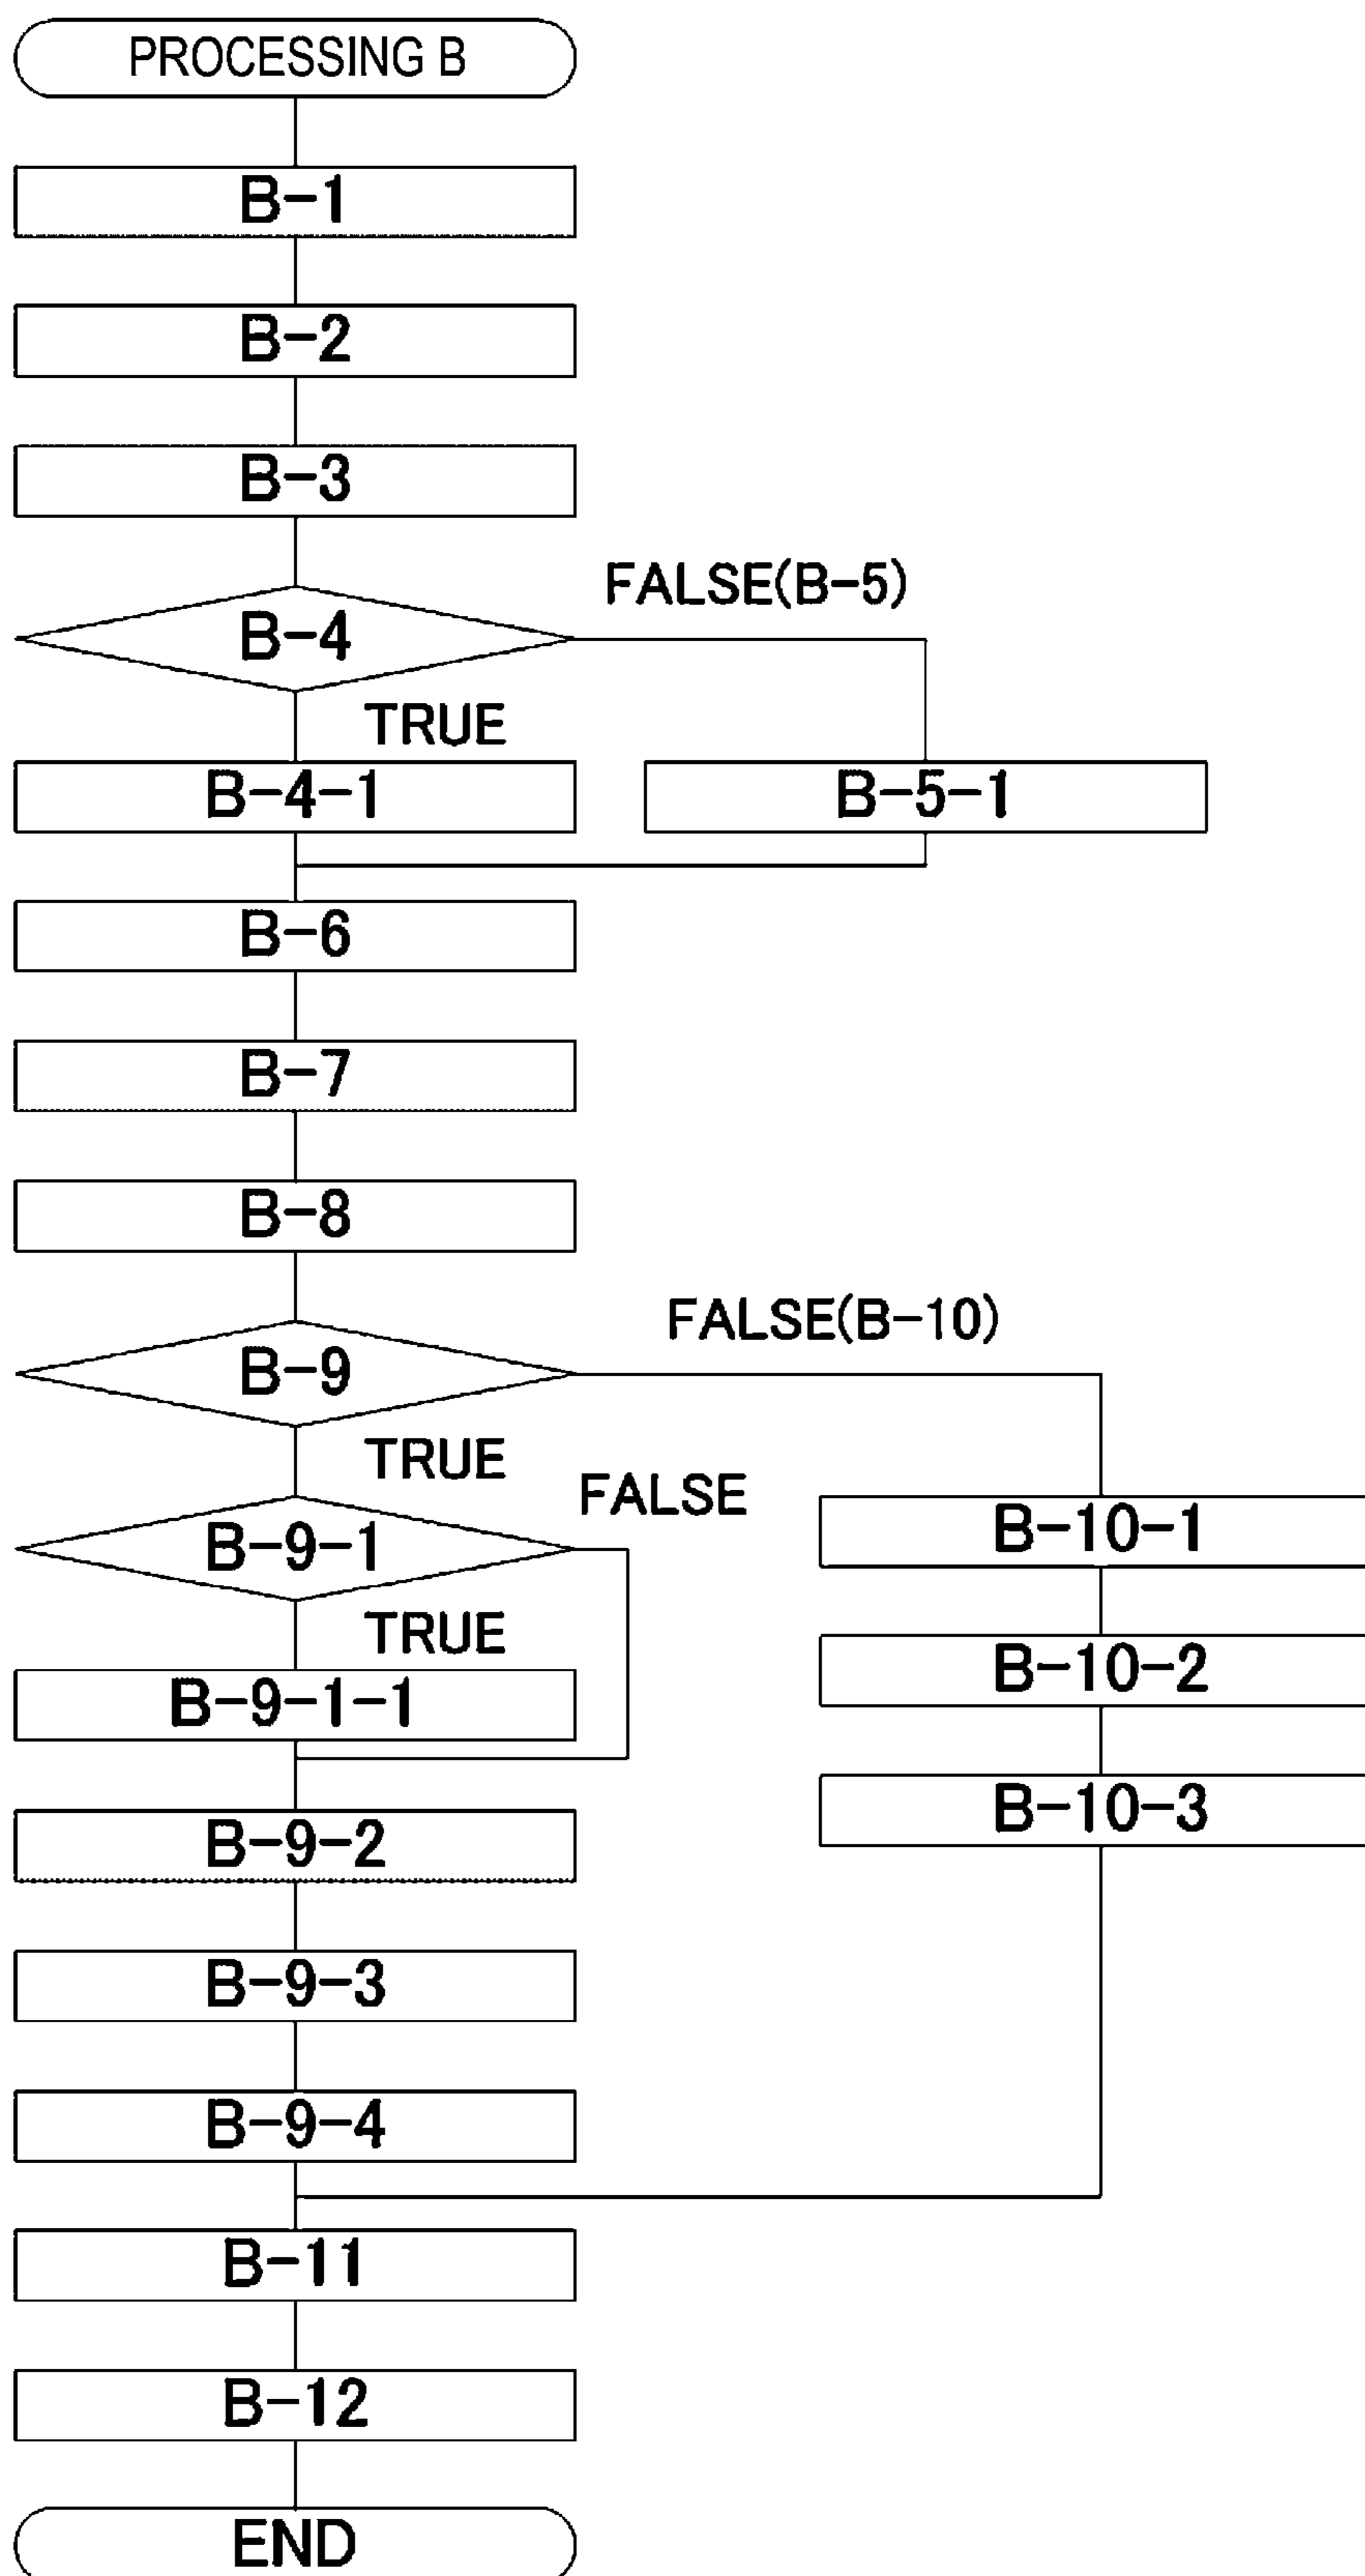 PROCESSING B
B-1
B-2
B-3
FALSE(B-5)
B-4
TRUE
B-4-1
B-5-1
B-6
B-7
B-8
FALSE(B-10)
B-9
TRUE
FALSE
B-9-1
B-10-1
TRUE
B-10-2
B-9-1-1
B-10-3
B-9-2
B-9-3
B-9-4
B-11
B-12
END